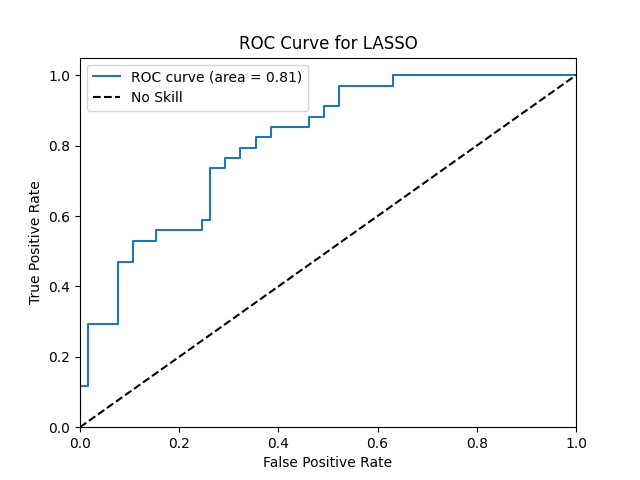 ROC Curve for LASSO
ROC curve (area = 0.81)
No Skill
True Positive Rate
1.0
0.8
0.6
0.4
0.2
0.0
0.0 0.2 0.4 0.6 0.8 1.0
False Positive Rate